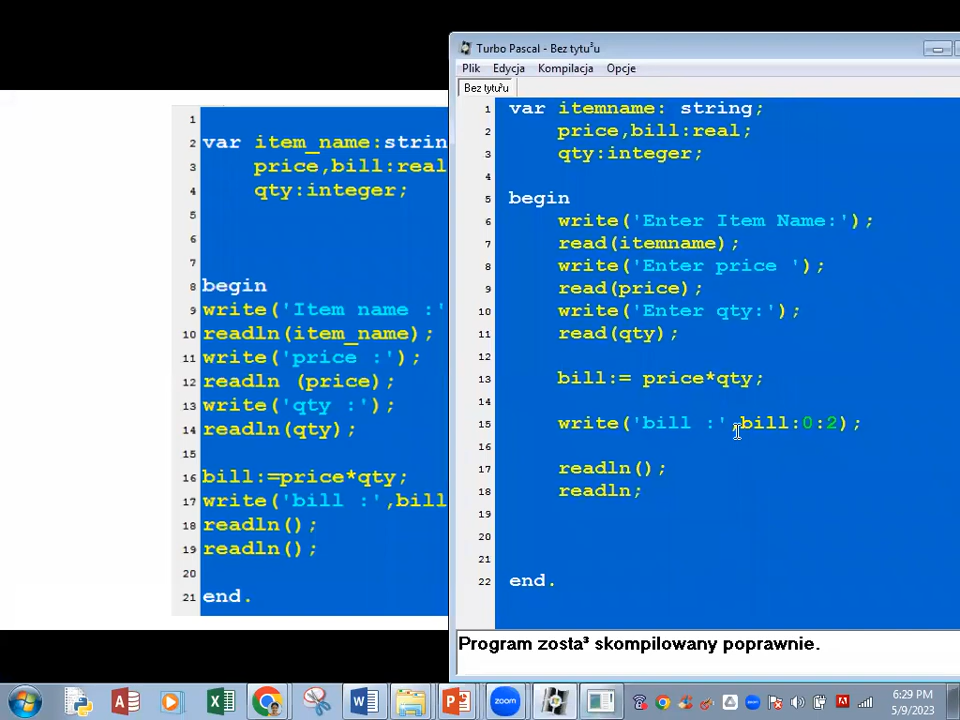 1
2 var item_name:strin
3 price,bill:real
4 qty:integer;
5
6
7
8 begin
9 write('Item name :'
10 readln(item_name);
11 write('price :');
12 readln (price);
13 write('qty :');
14 readln(qty);
15
16 bill:=price*qty;
17 write('bill :',bill
18 readln();
19 readln();
20
21 end.
Turbo Pascal - Bez tytu³u
Plik Edycja Kompilacja Opcje
Bez tytu³u
1 var itemname: string;
2 price,bill:real;
3 qty:integer;
4
5 begin
6 write('Enter Item Name:');
7 read(itemname);
8 write('Enter price ');
9 read(price);
10 write('Enter qty:');
11 read(qty);
12
13 bill:= price*qty;
14
15 write('bill :',bill:0:2);
16
17 readln();
18 readln;
19
20
21
22 end.
Program zosta³ skompilowany poprawnie.
zoom
6:29 PM
5/9/2023